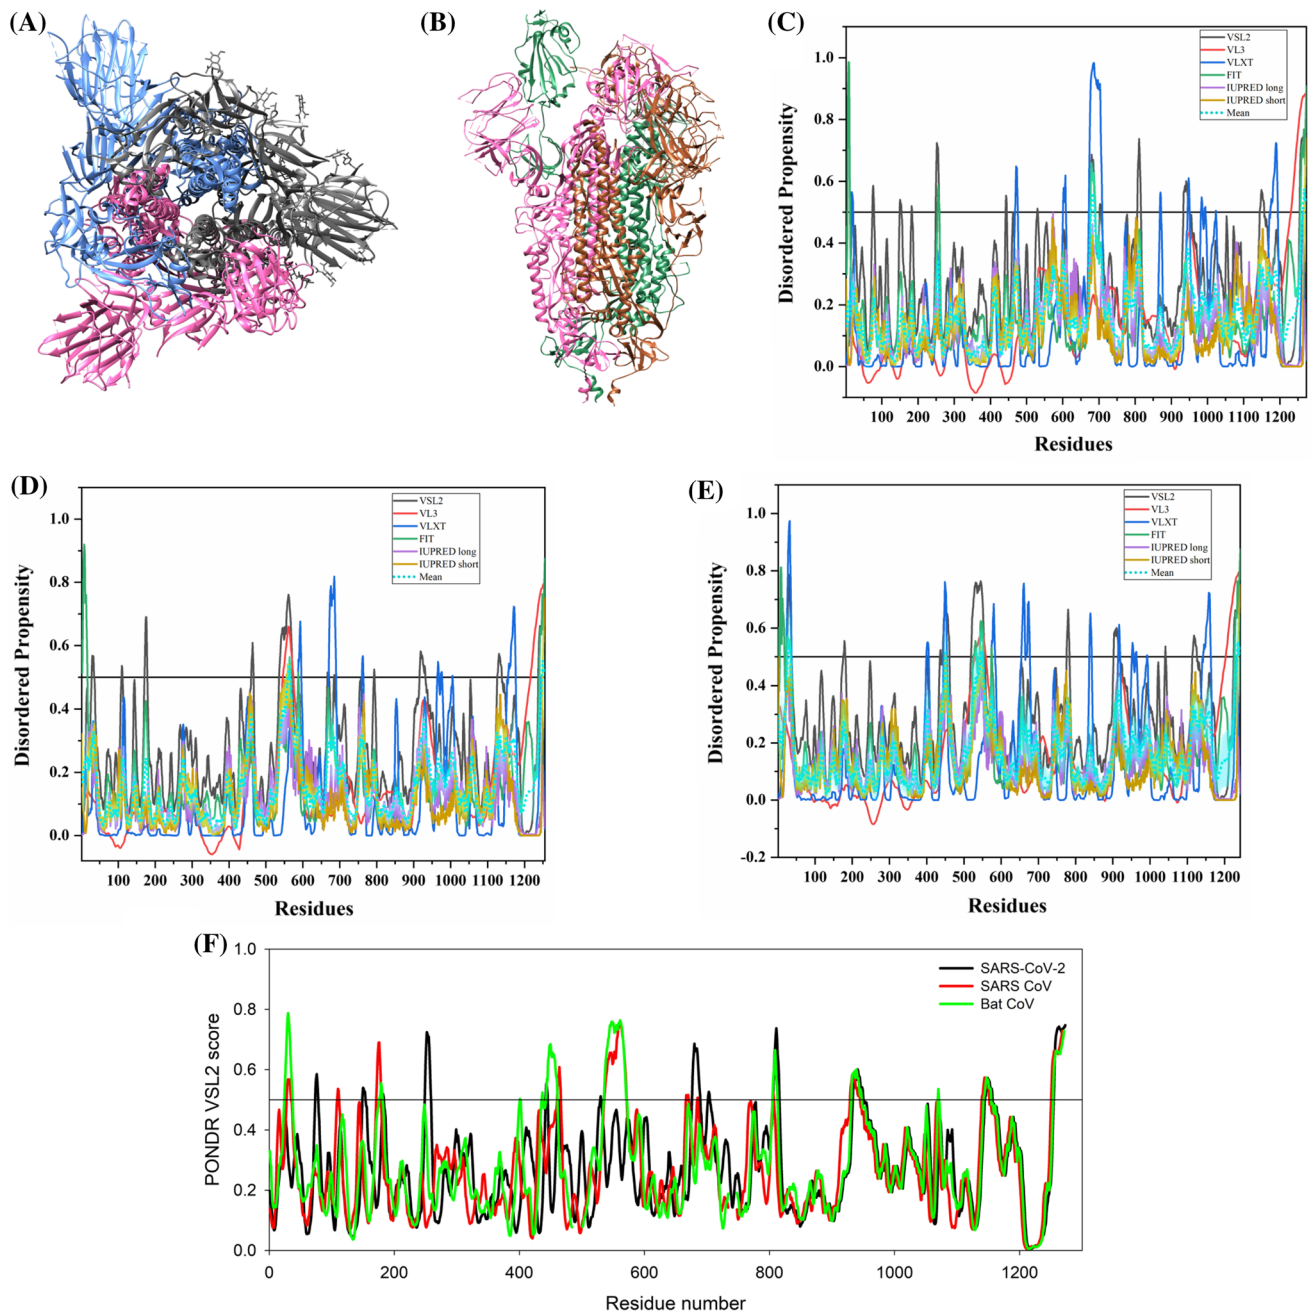 (A)
(B)
(C)
Disordered Propensity
1.0
0.8
0.6
0.4
0.2
0.0
VSL2
VL3
VLXT
FIT
IUPRED long
IUPRED short
Mean
100 200 300 400 500 600 700 800 900 1000 1100 1200
Residues
(D)
Disordered Propensity
1.0
0.8
0.6
0.4
0.2
0.0
VSL2
VL3
VLXT
FIT
IUPRED long
IUPRED short
Mean
100 200 300 400 500 600 700 800 900 1000 1100 1200
Residues
(E)
Disordered Propensity
1.0
0.8
0.6
0.4
0.2
0.0
-0.2
VSL2
VL3
VLXT
FIT
IUPRED long
IUPRED short
Mean
100 200 300 400 500 600 700 800 900 1000 1100 1200
Residues
(F)
PONDR VSL2 score
1.0
0.8
0.6
0.4
0.2
0.0
SARS-CoV-2
SARS CoV
Bat CoV
0 200 400 600 800 1000 1200
Residue number